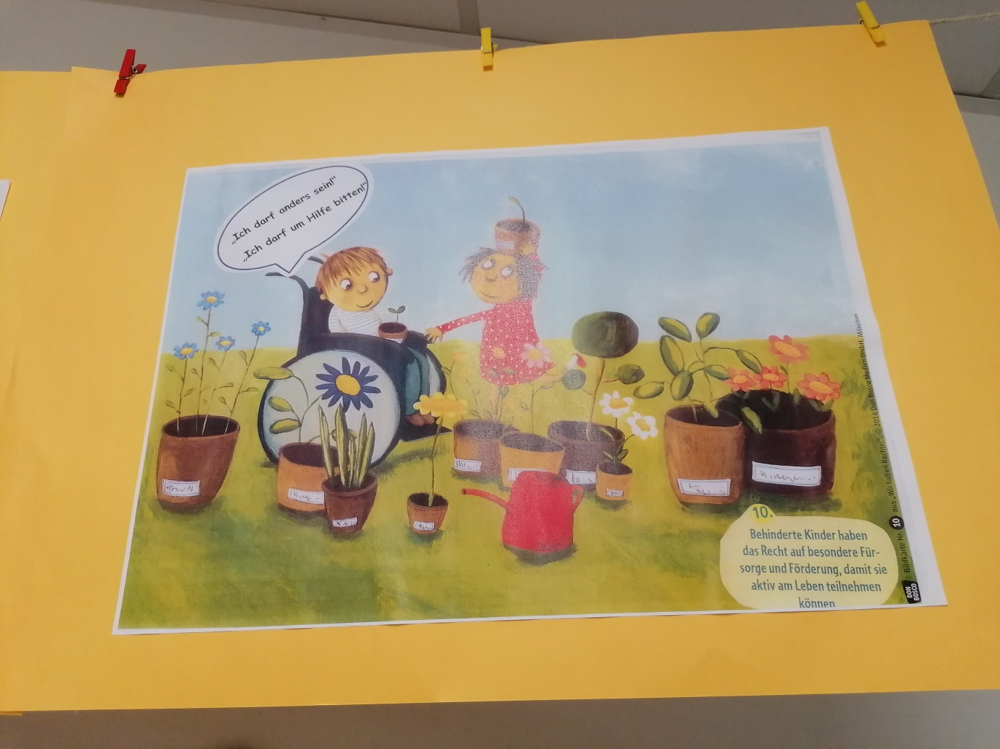 „Ich darf anders sein!“
„Ich darf um Hilfe bitten!“
10.
Behinderte Kinder haben
das Recht auf besondere Für-
sorge und Förderung, damit sie
aktiv am Leben teilnehmen
können
DON
BOSCO
Bildkarte Nr. 10 aus „Wir haben Rechte!“, © 2014 Don Bosco Medien GmbH, München